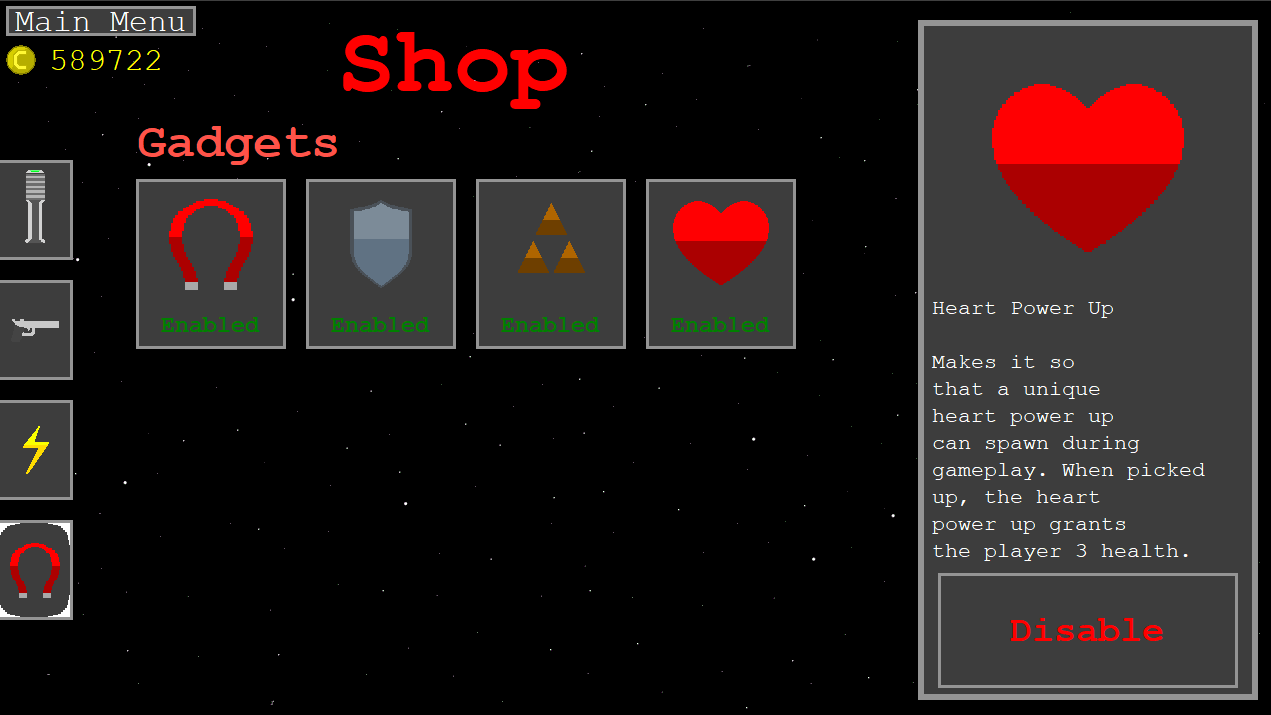 Main Menu
C 589722
Shop
Gadgets
Enabled Enabled Enabled Enabled
Heart Power Up
Makes it so
that a unique
heart power up
can spawn during
gameplay. When picked
up, the heart
power up grants
the player 3 health.
Disable